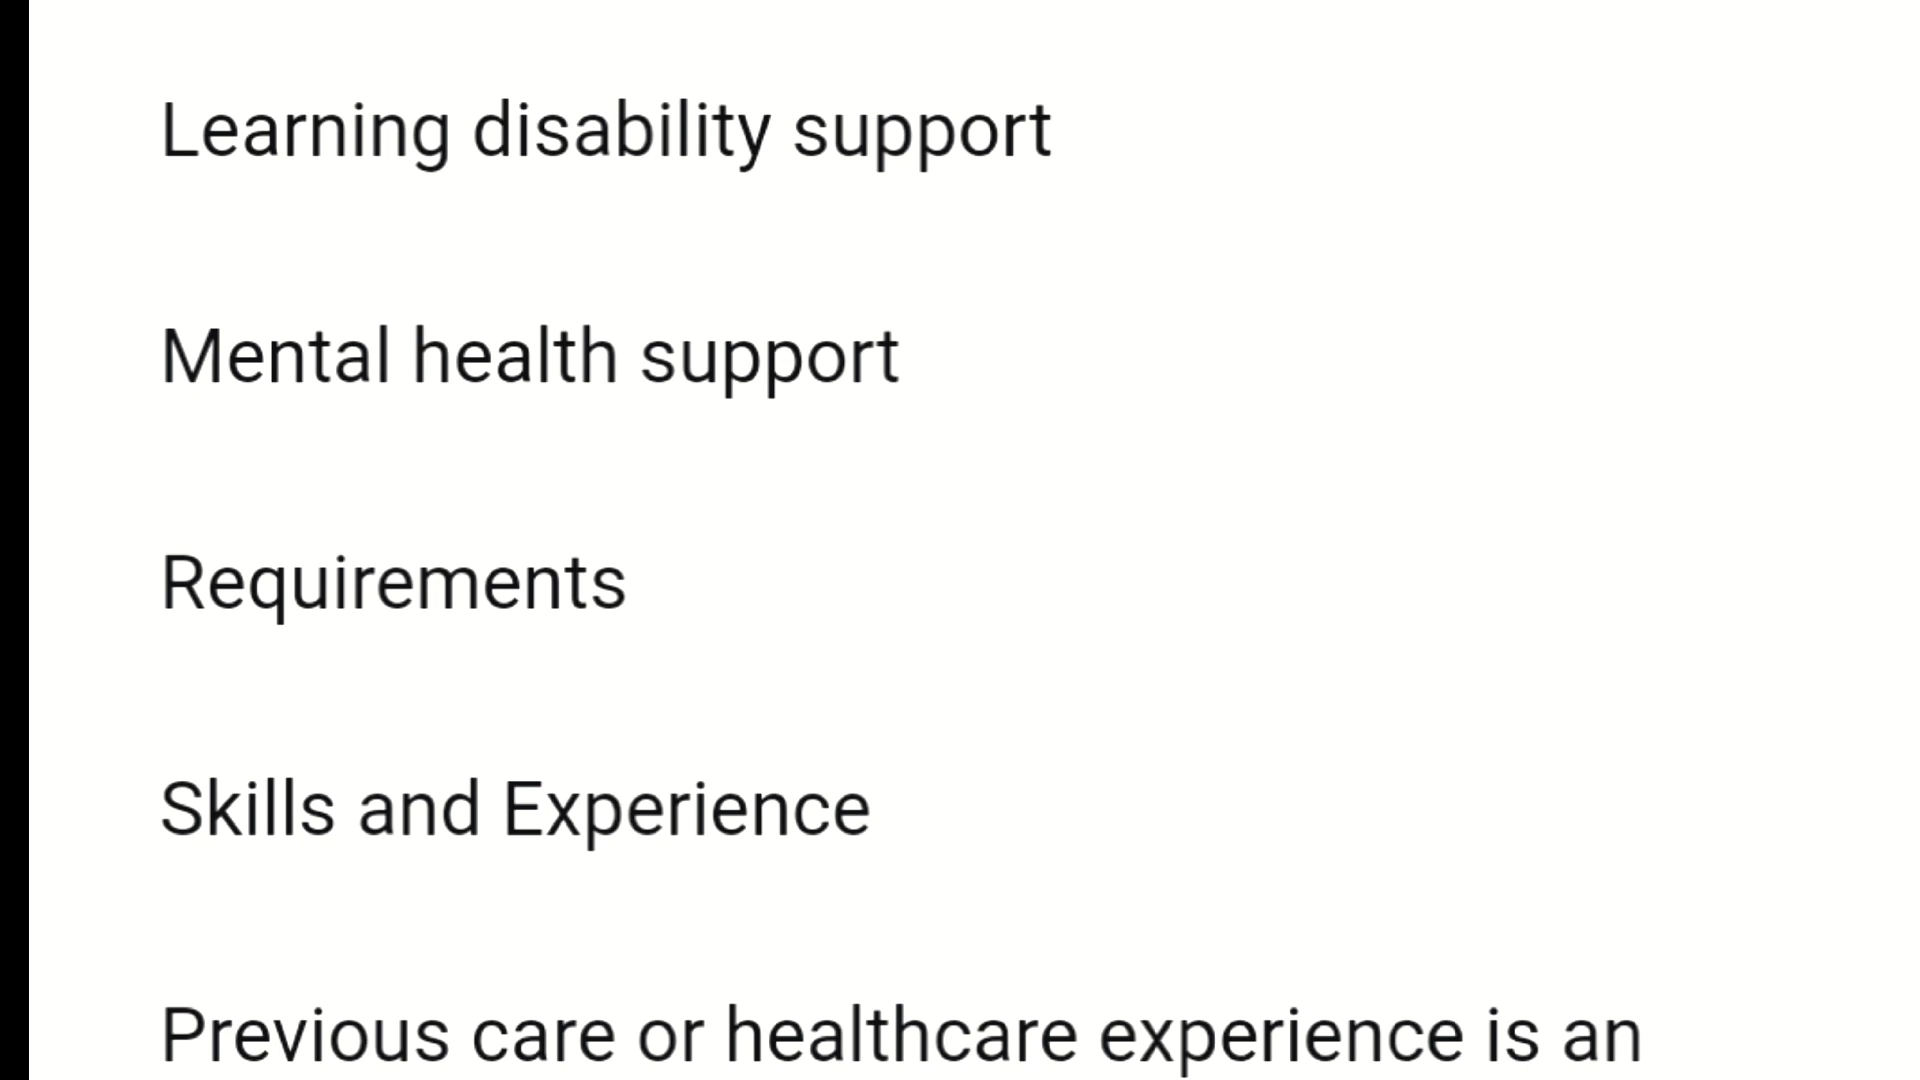 Learning disability support
Mental health support
Requirements
Skills and Experience
Previous care or healthcare experience is an